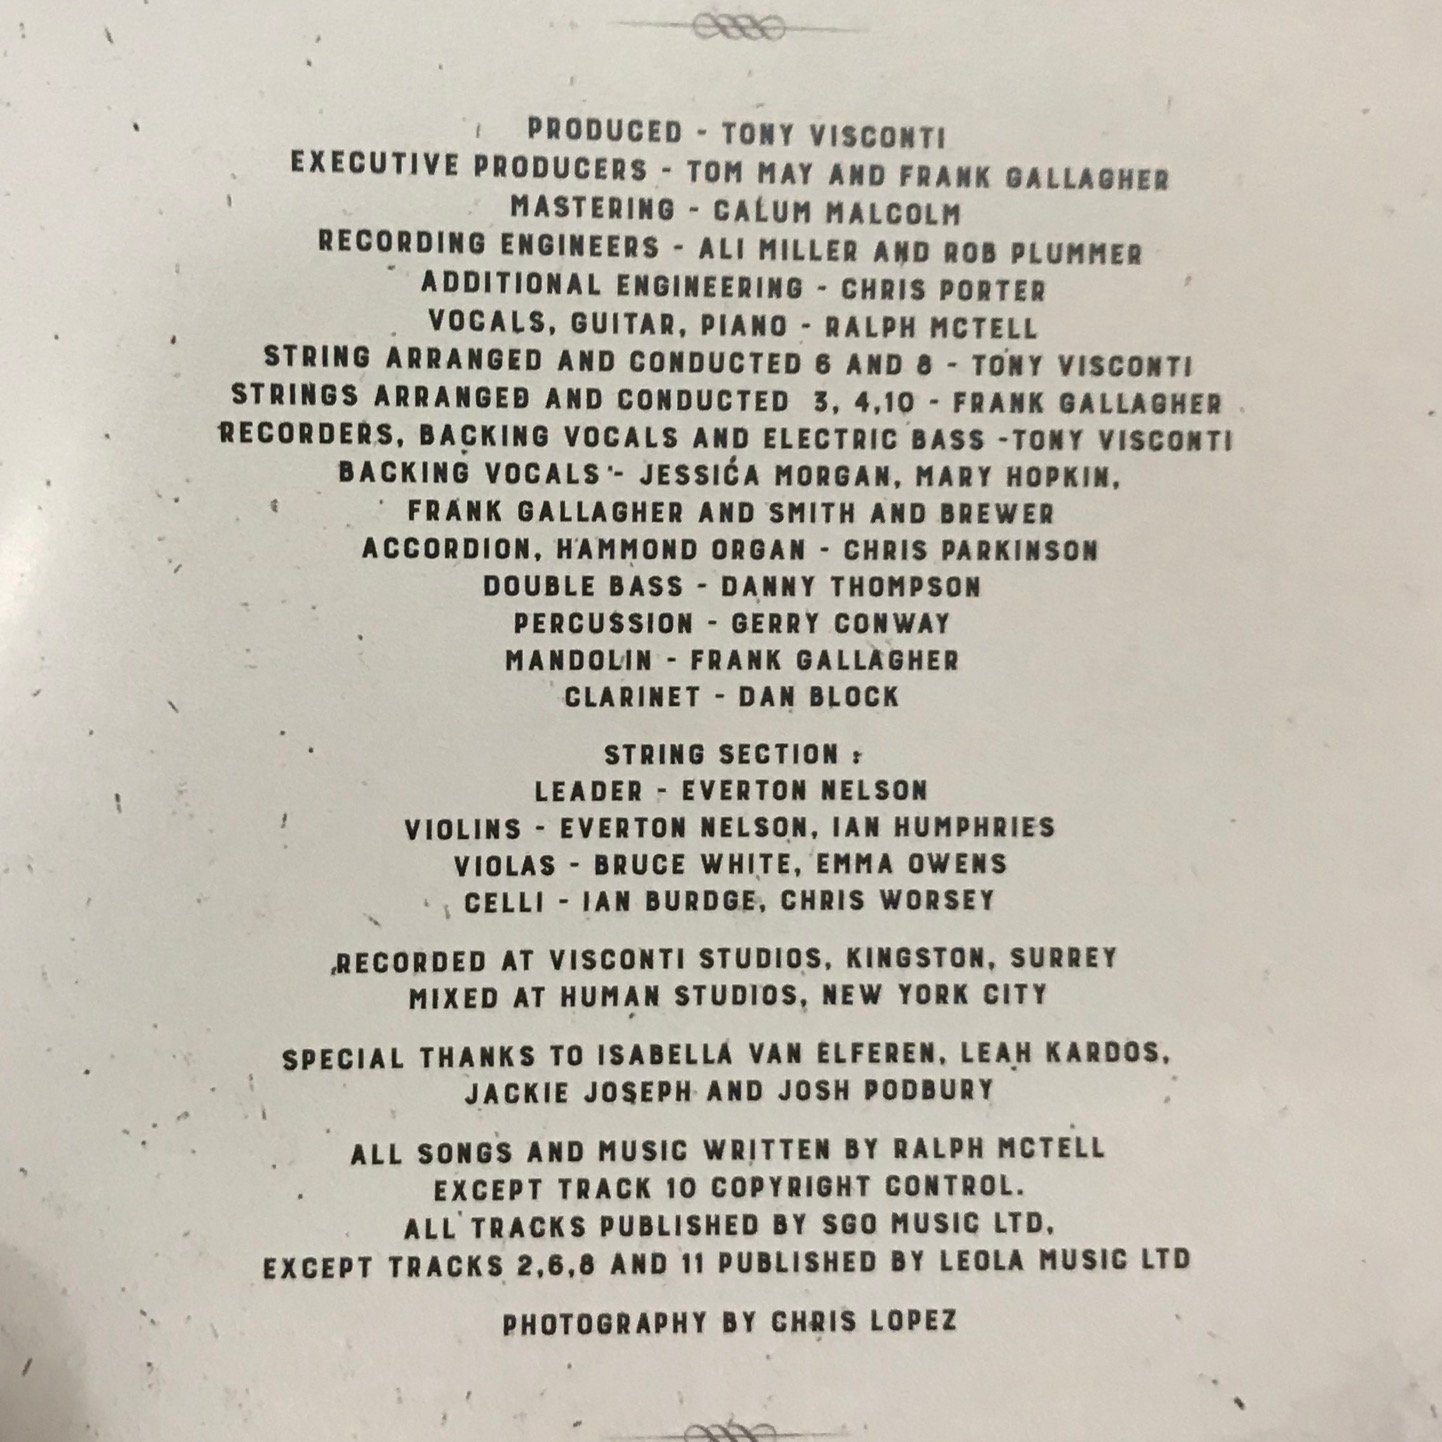 PRODUCED - TONY VISCONTI
EXECUTIVE PRODUCERS - TOM MAY AND FRANK GALLAGHER
MASTERING - CALUM MALCOLM
RECORDING ENGINEERS - ALI MILLER AND ROB PLUMMER
ADDITIONAL ENGINEERING - CHRIS PORTER
VOCALS, GUITAR, PIANO - RALPH MCTELL
STRING ARRANGED AND CONDUCTED 6 AND 8 - TONY VISCONTI
STRINGS ARRANGED AND CONDUCTED 3, 4,10 - FRANK GALLAGHER
RECORDERS, BACKING VOCALS AND ELECTRIC BASS -TONY VISCONTI
BACKING VOCALS - JESSICA MORGAN, MARY HOPKIN,
FRANK GALLAGHER AND SMITH AND BREWER
ACCORDION, HAMMOND ORGAN - CHRIS PARKINSON
DOUBLE BASS - DANNY THOMPSON
PERCUSSION - GERRY CONWAY
MANDOLIN - FRANK GALLAGHER
CLARINET - DAN BLOCK
STRING SECTION :
LEADER - EVERTON NELSON
VIOLINS - EVERTON NELSON, IAN HUMPHRIES
VIOLAS - BRUCE WHITE, EMMA OWENS
CELLI - IAN BURDGE, CHRIS WORSEY
RECORDED AT VISCONTI STUDIOS, KINGSTON, SURREY
MIXED AT HUMAN STUDIOS, NEW YORK CITY
SPECIAL THANKS TO ISABELLA VAN ELFEREN, LEAH KARDOS,
JACKIE JOSEPH AND JOSH PODBURY
ALL SONGS AND MUSIC WRITTEN BY RALPH MCTELL
EXCEPT TRACK 10 COPYRIGHT CONTROL.
ALL TRACKS PUBLISHED BY SGO MUSIC LTD,
EXCEPT TRACKS 2,6,8 AND 11 PUBLISHED BY LEOLA MUSIC LTD
PHOTOGRAPHY BY CHRIS LOPEZ